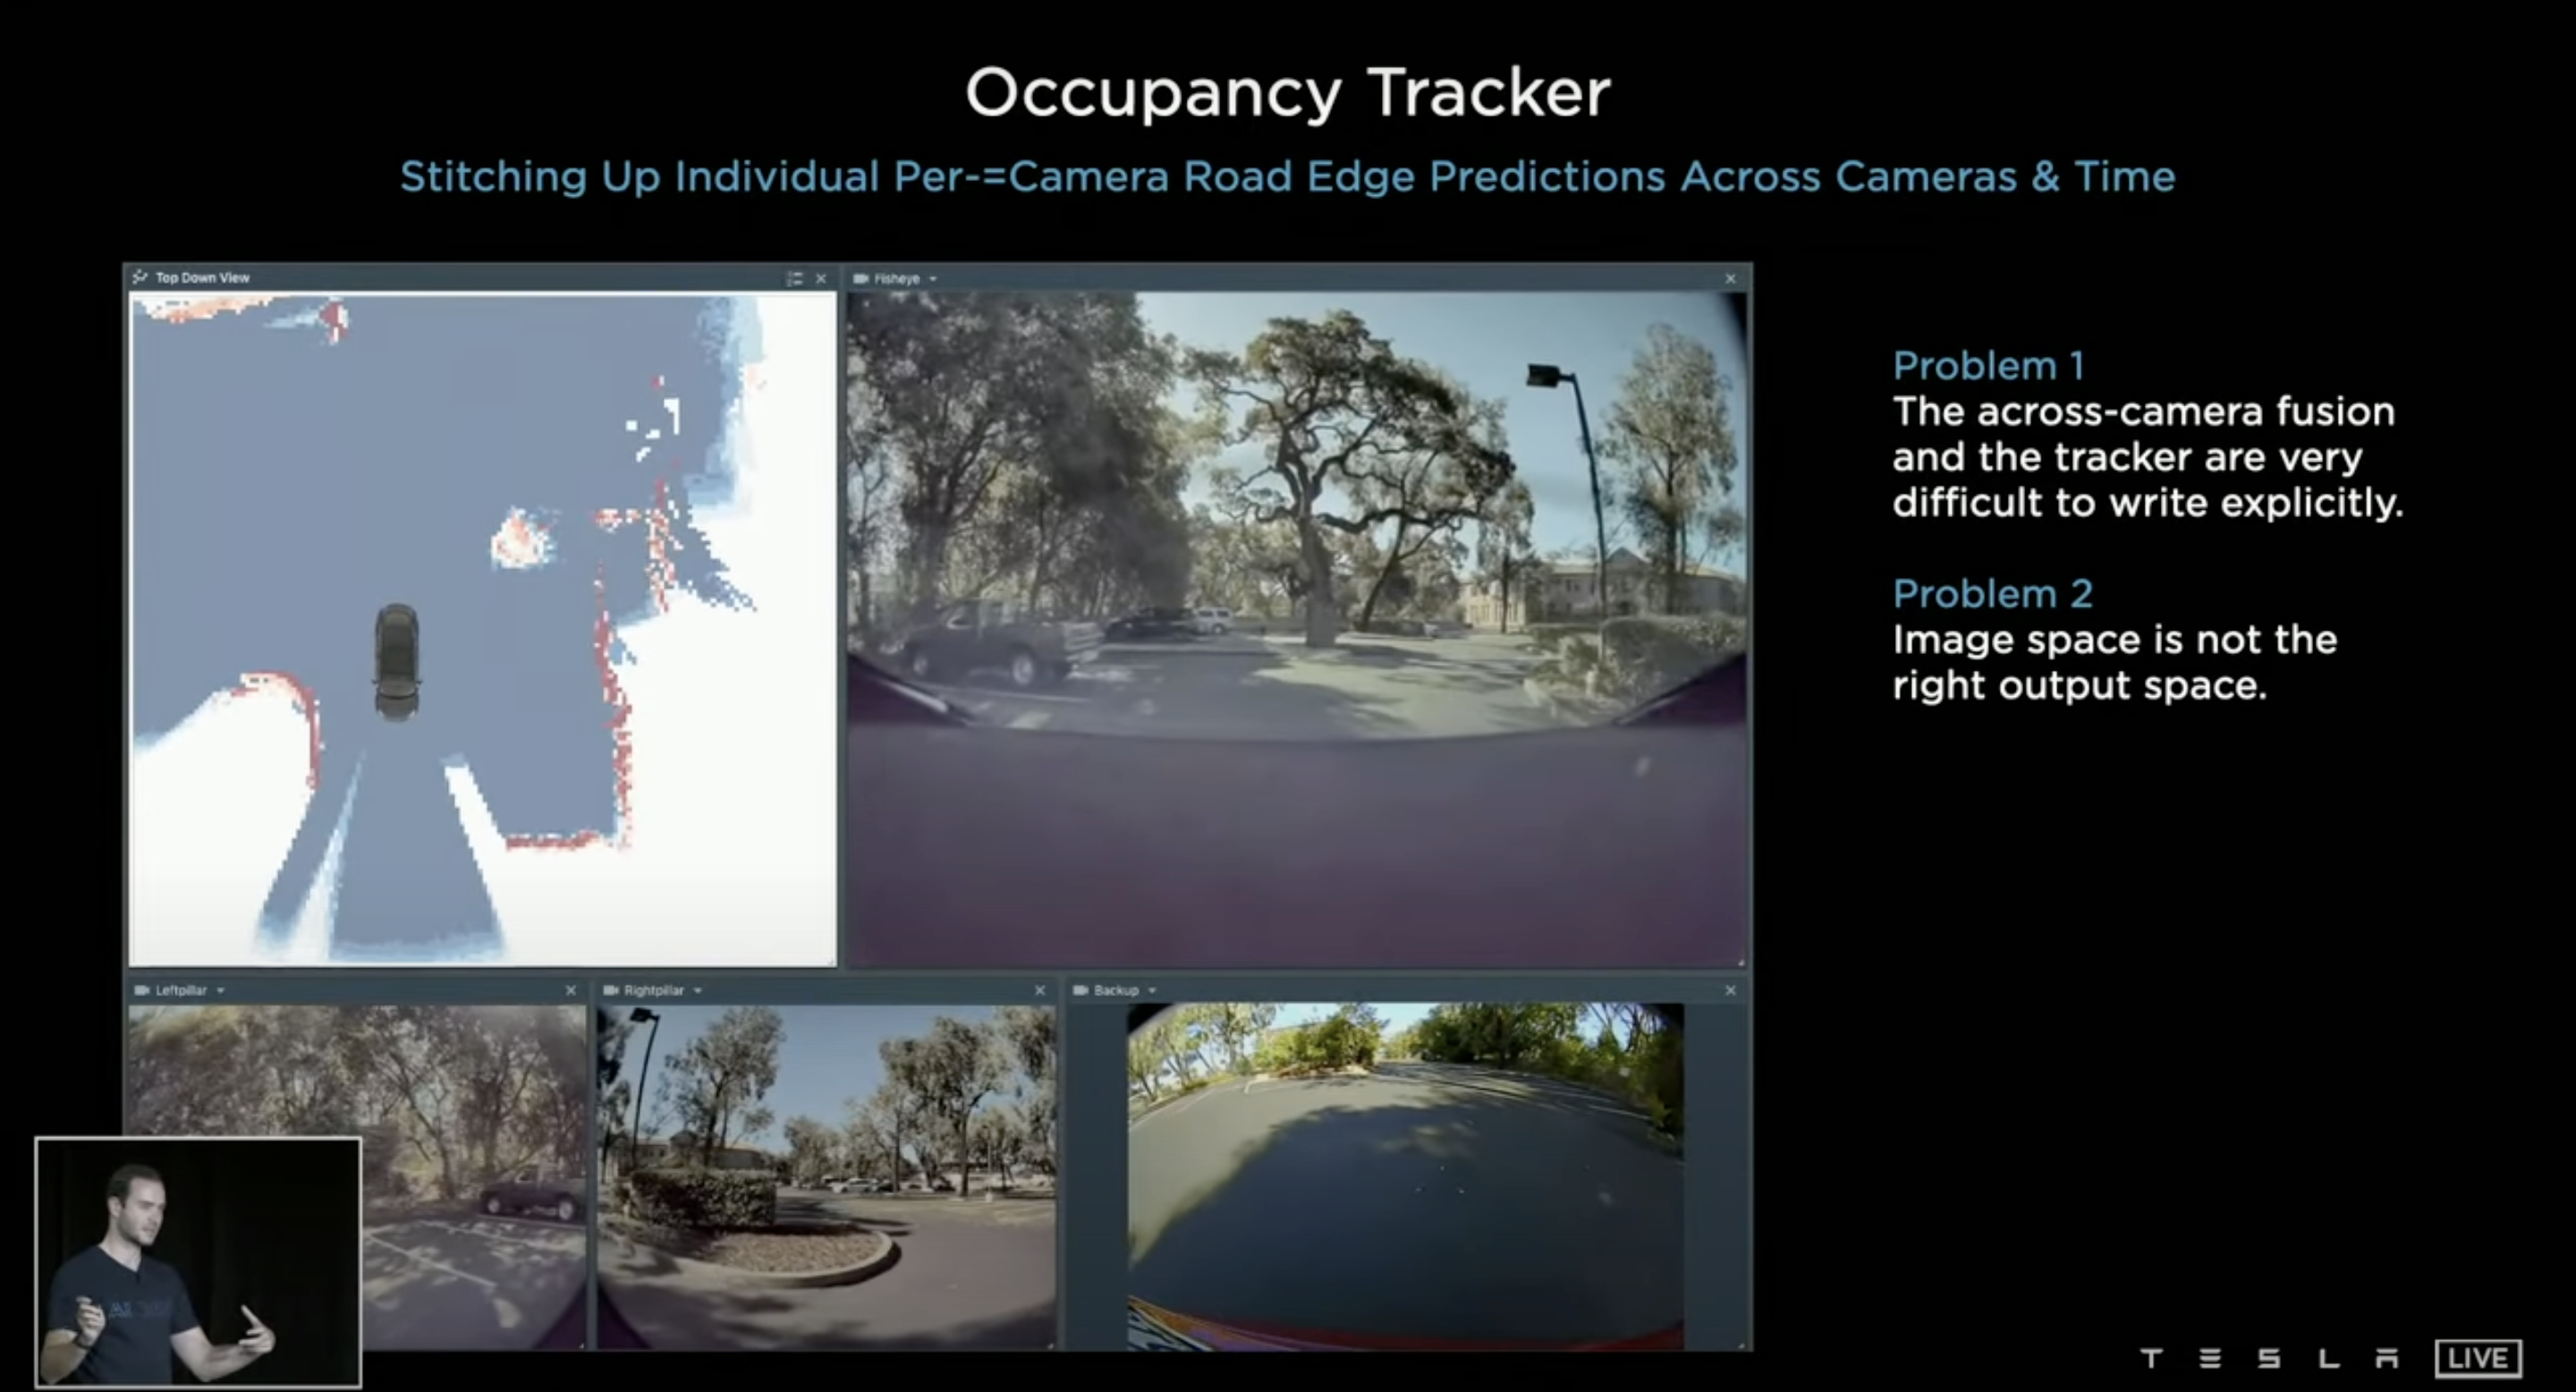 Occupancy Tracker
Stitching Up Individual Per-=Camera Road Edge Predictions Across Cameras & Time
Top Down View
Fisheye
Problem 1
The across-camera fusion
and the tracker are very
difficult to write explicitly.
Problem 2
Image space is not the
right output space.
Leftpillar
Rightpillar
Backup
TESLA LIVE